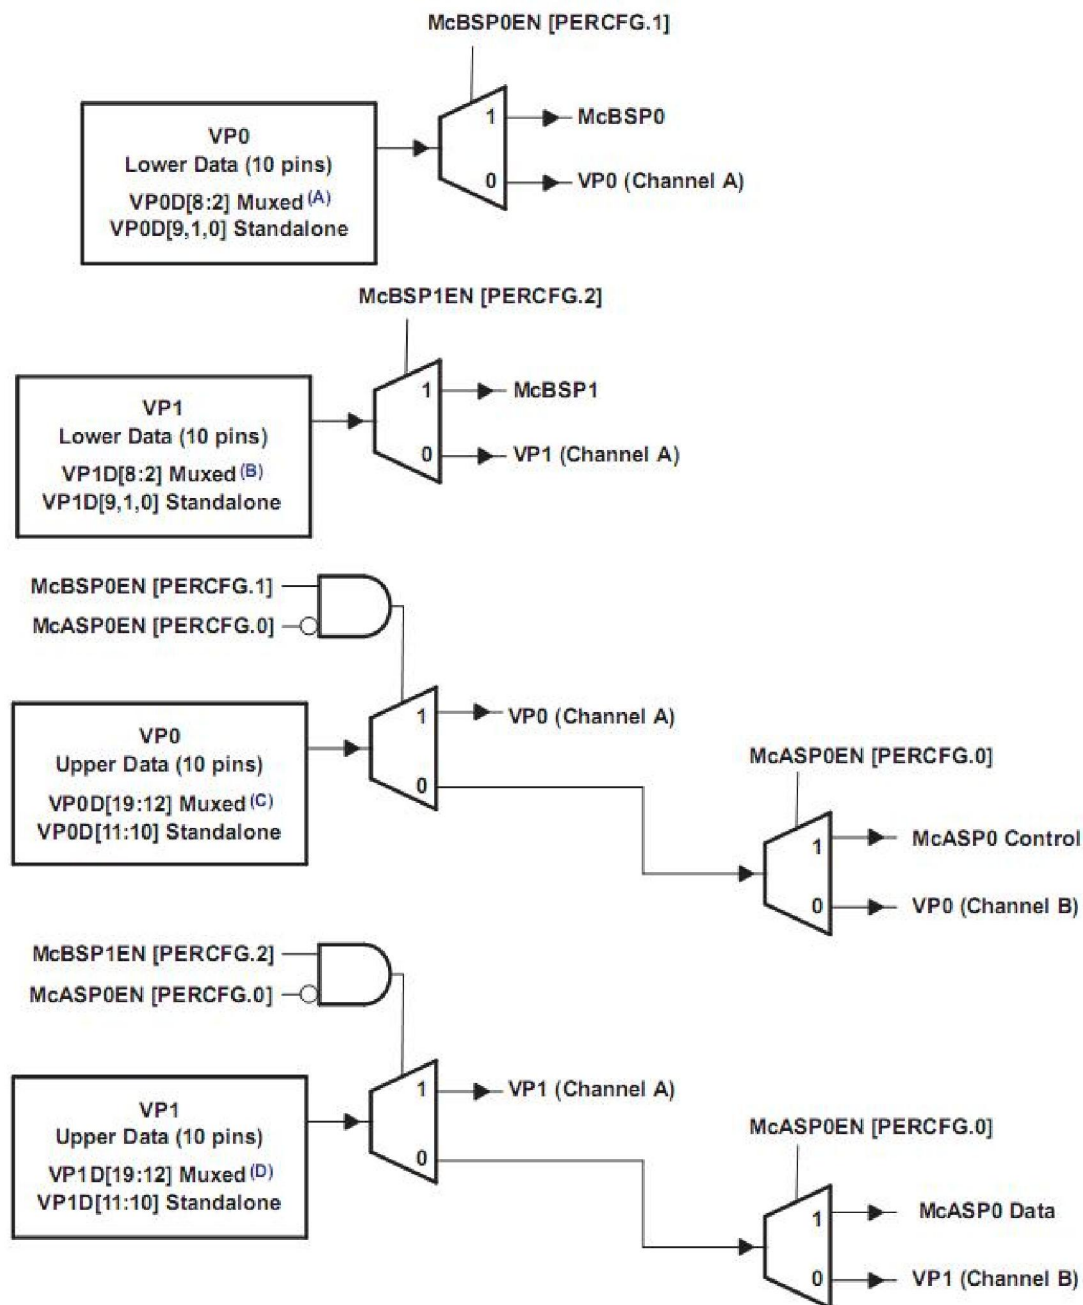 McBSP0EN [PERCFG.1]
VP0
Lower Data (10 pins)
VP0D[8:2] Muxed (A)
VP0D[9,1,0] Standalone
1
McBSP0
0
VP0 (Channel A)
McBSP1EN [PERCFG.2]
VP1
Lower Data (10 pins)
VP1D[8:2] Muxed (B)
VP1D[9,1,0] Standalone
1
McBSP1
0
VP1 (Channel A)
McBSP0EN [PERCFG.1]
McASP0EN [PERCFG.0]
VP0
Upper Data (10 pins)
VP0D[19:12] Muxed (C)
VP0D[11:10] Standalone
1
VP0 (Channel A)
0
McASP0EN [PERCFG.0]
1
McASP0 Control
0
VP0 (Channel B)
McBSP1EN [PERCFG.2]
McASP0EN [PERCFG.0]
VP1
Upper Data (10 pins)
VP1D[19:12] Muxed (D)
VP1D[11:10] Standalone
1
VP1 (Channel A)
0
McASP0EN [PERCFG.0]
1
McASP0 Data
0
VP1 (Channel B)